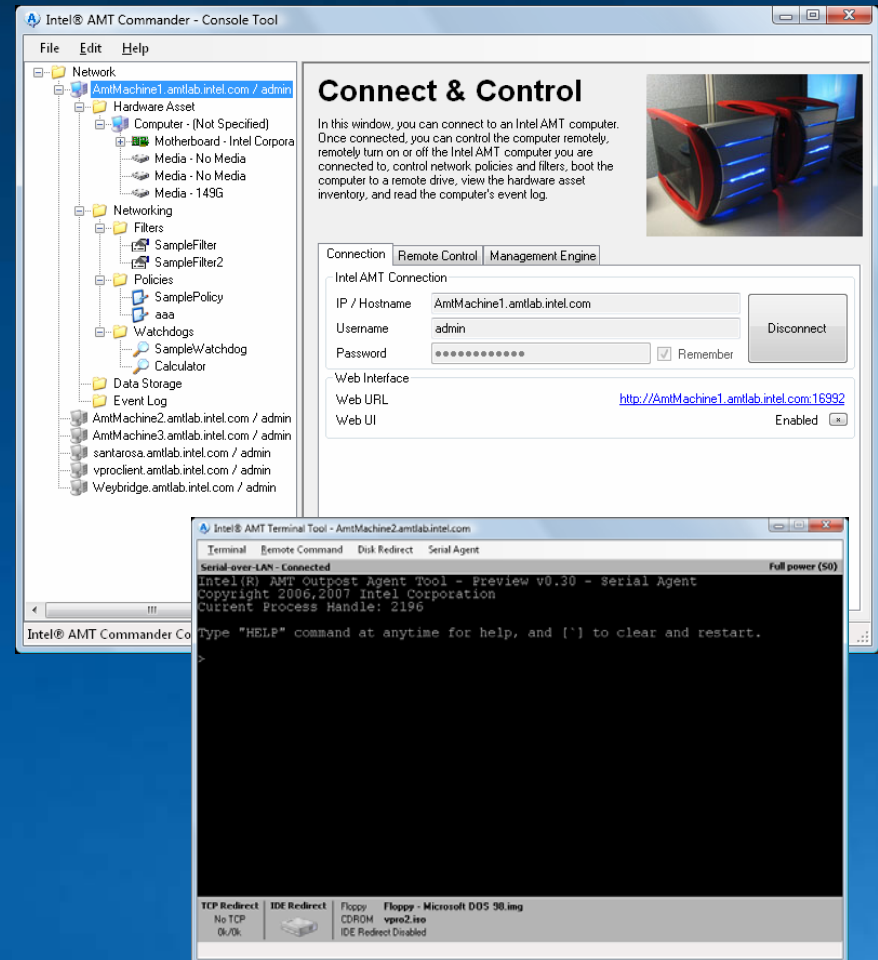 Intel® AMT Commander - Console Tool
File Edit Help
Network
AmtMachine1.amtlab.intel.com / admin
Hardware Asset
Computer - (Not Specified)
Motherboard - Intel Corpora
Media - No Media
Media - No Media
Media - 149G
Networking
Filters
SampleFilter
SampleFilter2
Policies
SamplePolicy
aaa
Watchdogs
SampleWatchdog
Calculator
Data Storage
Event Log
AmtMachine2.amtlab.intel.com / admin
AmtMachine3.amtlab.intel.com / admin
santarosa.amtlab.intel.com / admin
vproclient.amtlab.intel.com / admin
Weybridge.amtlab.intel.com / admin
Connect & Control
In this window, you can connect to an Intel AMT computer.
Once connected, you can control the computer remotely,
remotely turn on or off the Intel AMT computer you are
connected to, control network policies and filters, boot the
computer to a remote drive, view the hardware asset
inventory, and read the computer's event log.
Connection Remote Control Management Engine
Intel AMT Connection
IP / Hostname AmtMachine1.amtlab.intel.com
Username admin
Disconnect
Password ●●●●●●●●●●●● Remember
Web Interface
Web URL http://AmtMachine1.amtlab.intel.com:16992
Web UI Enabled
Intel® AMT Commander Co
Intel® AMT Terminal Tool - AmtMachine2.amtlab.intel.com
Terminal Remote Command Disk Redirect Serial Agent
Serial-over-LAN - Connected Full power (S0)
Intel(R) AMT Outpost Agent Tool - Preview v0.30 - Serial Agent
Copyright 2006,2007 Intel Corporation
Current Process Handle: 2196
Type "HELP" command at anytime for help, and [`] to clear and restart.
>
TCP Redirect IDE Redirect Floppy Floppy - Microsoft DOS 98.img
No TCP CDROM vpro2.iso
0k/0k IDE Redirect Disabled